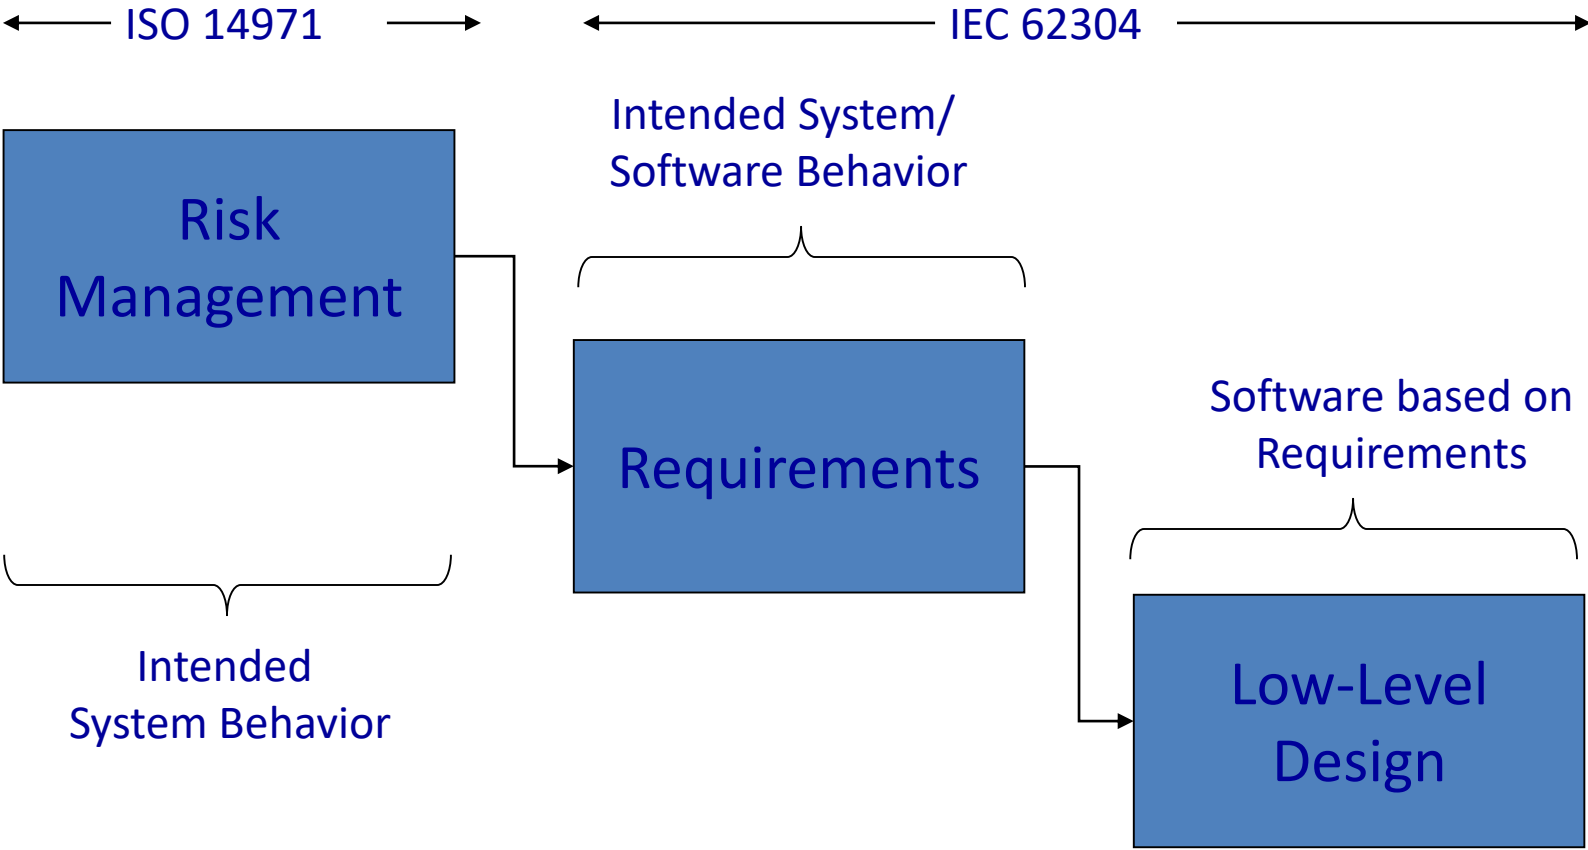 ISO 14971
IEC 62304
Intended System/
Software Behavior
Risk
Management
Requirements
Software based on
Requirements
Intended
System Behavior
Low-Level
Design